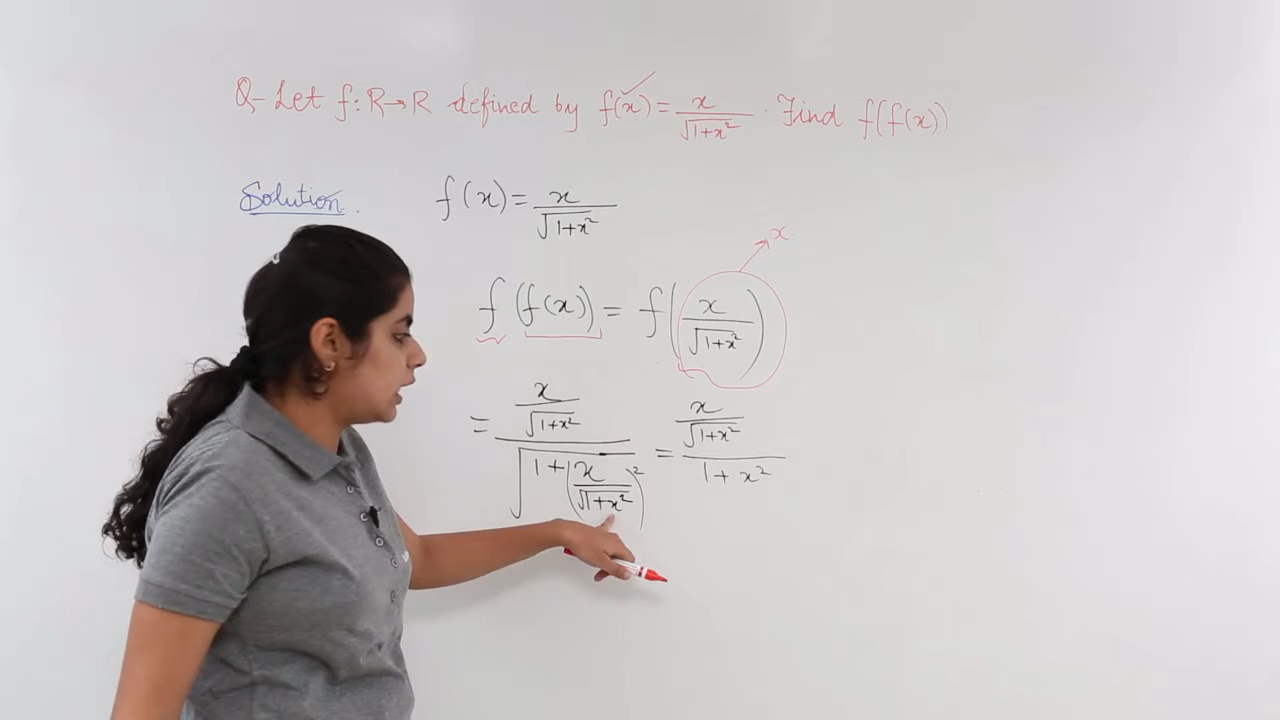 Q- Let f: R→R defined by f(x) = x/√(1+x²) . Find f(f(x))
Solution. f(x) = x/√(1+x²)
x
f(f(x)) = f(x/√(1+x²))
= (x/√(1+x²))/√(1+(x/√(1+x²))²) = (x/√(1+x²))/(1+x²)